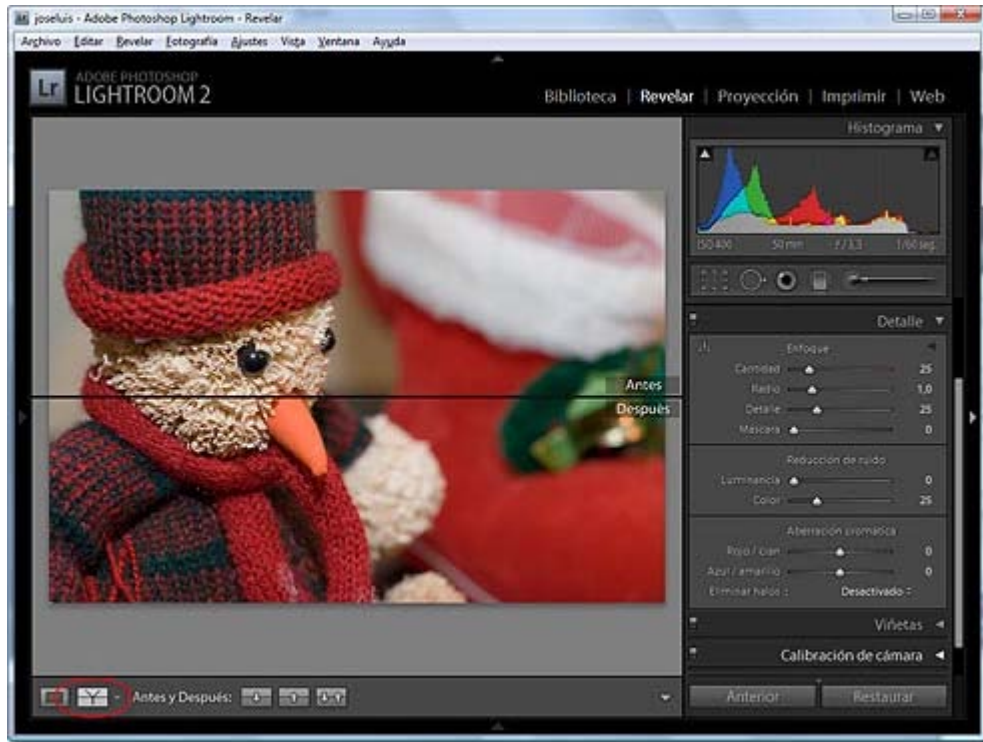 joseluis - Adobe Photoshop Lightroom - Revelar
Archivo Editar Revelar Fotografía Ajustes Vista Ventana Ayuda
Lr ADOBE PHOTOSHOP
LIGHTROOM 2
Biblioteca | Revelar | Proyección | Imprimir | Web
Histograma
ISO 400 50 mm f / 3,5 1/60 seg.
Detalle
Enfoque
Cantidad 25
Radio 1,0
Detalle 25
Máscara 0
Reducción de ruido
Luminancia 0
Color 25
Aberración cromática
Rojo / cian 0
Azul / amarillo 0
Eliminar halos : Desactivado
Viñetas
Calibración de cámara
Antes
Después
Antes y Después:
Anterior Restaurar